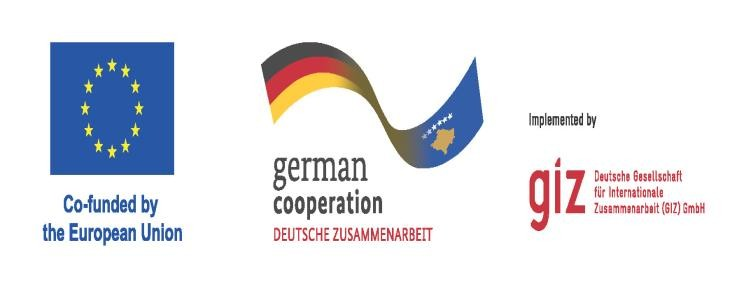 Co-funded by
the European Union
german
cooperation
DEUTSCHE ZUSAMMENARBEIT
Implemented by
giz
Deutsche Gesellschaft
für Internationale
Zusammenarbeit (GIZ) GmbH